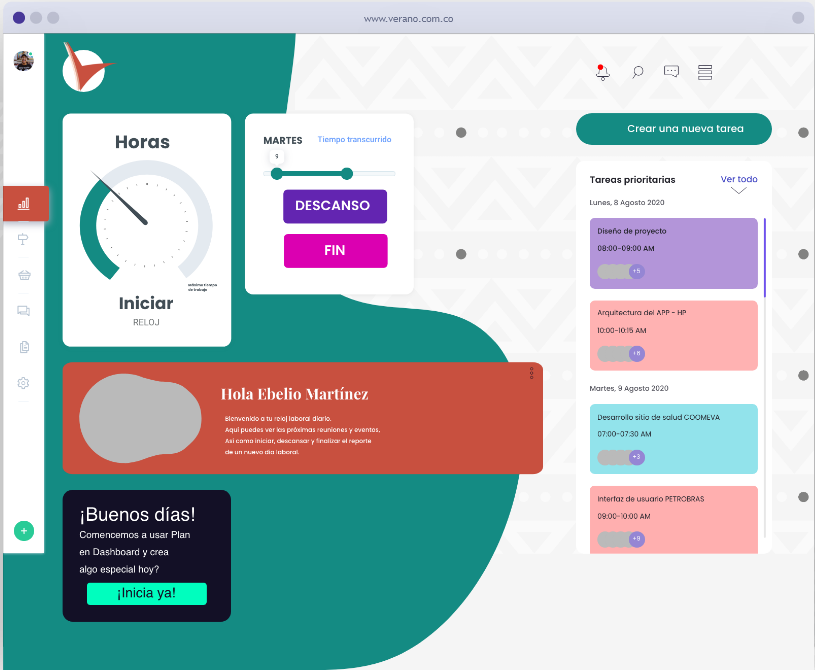 www.verano.com.co
Horas
Iniciar
RELOJ
MARTES
Tiempo transcurrido
9
DESCANSO
FIN
Crear una nueva tarea
Tareas prioritarias
Ver todo
Lunes, 8 Agosto 2020
Diseño de proyecto
08:00-09:00 AM
+5
Arquitectura del APP - HP
10:00-10:15 AM
+8
Martes, 9 Agosto 2020
Desarrollo sitio de salud COOMEVA
07:00-07:30 AM
+3
Interfaz de usuario PETROBRAS
09:00-10:00 AM
+9
Hola Ebelio Martínez
Bienvenido a tu reloj laboral diario.
Aquí puedes ver las próximas reuniones y eventos,
Así como iniciar, descansar y finalizar el reporte
de un nuevo día laboral.
¡Buenos días!
Comencemos a usar Plan
en Dashboard y crea
algo especial hoy?
¡Inicia ya!